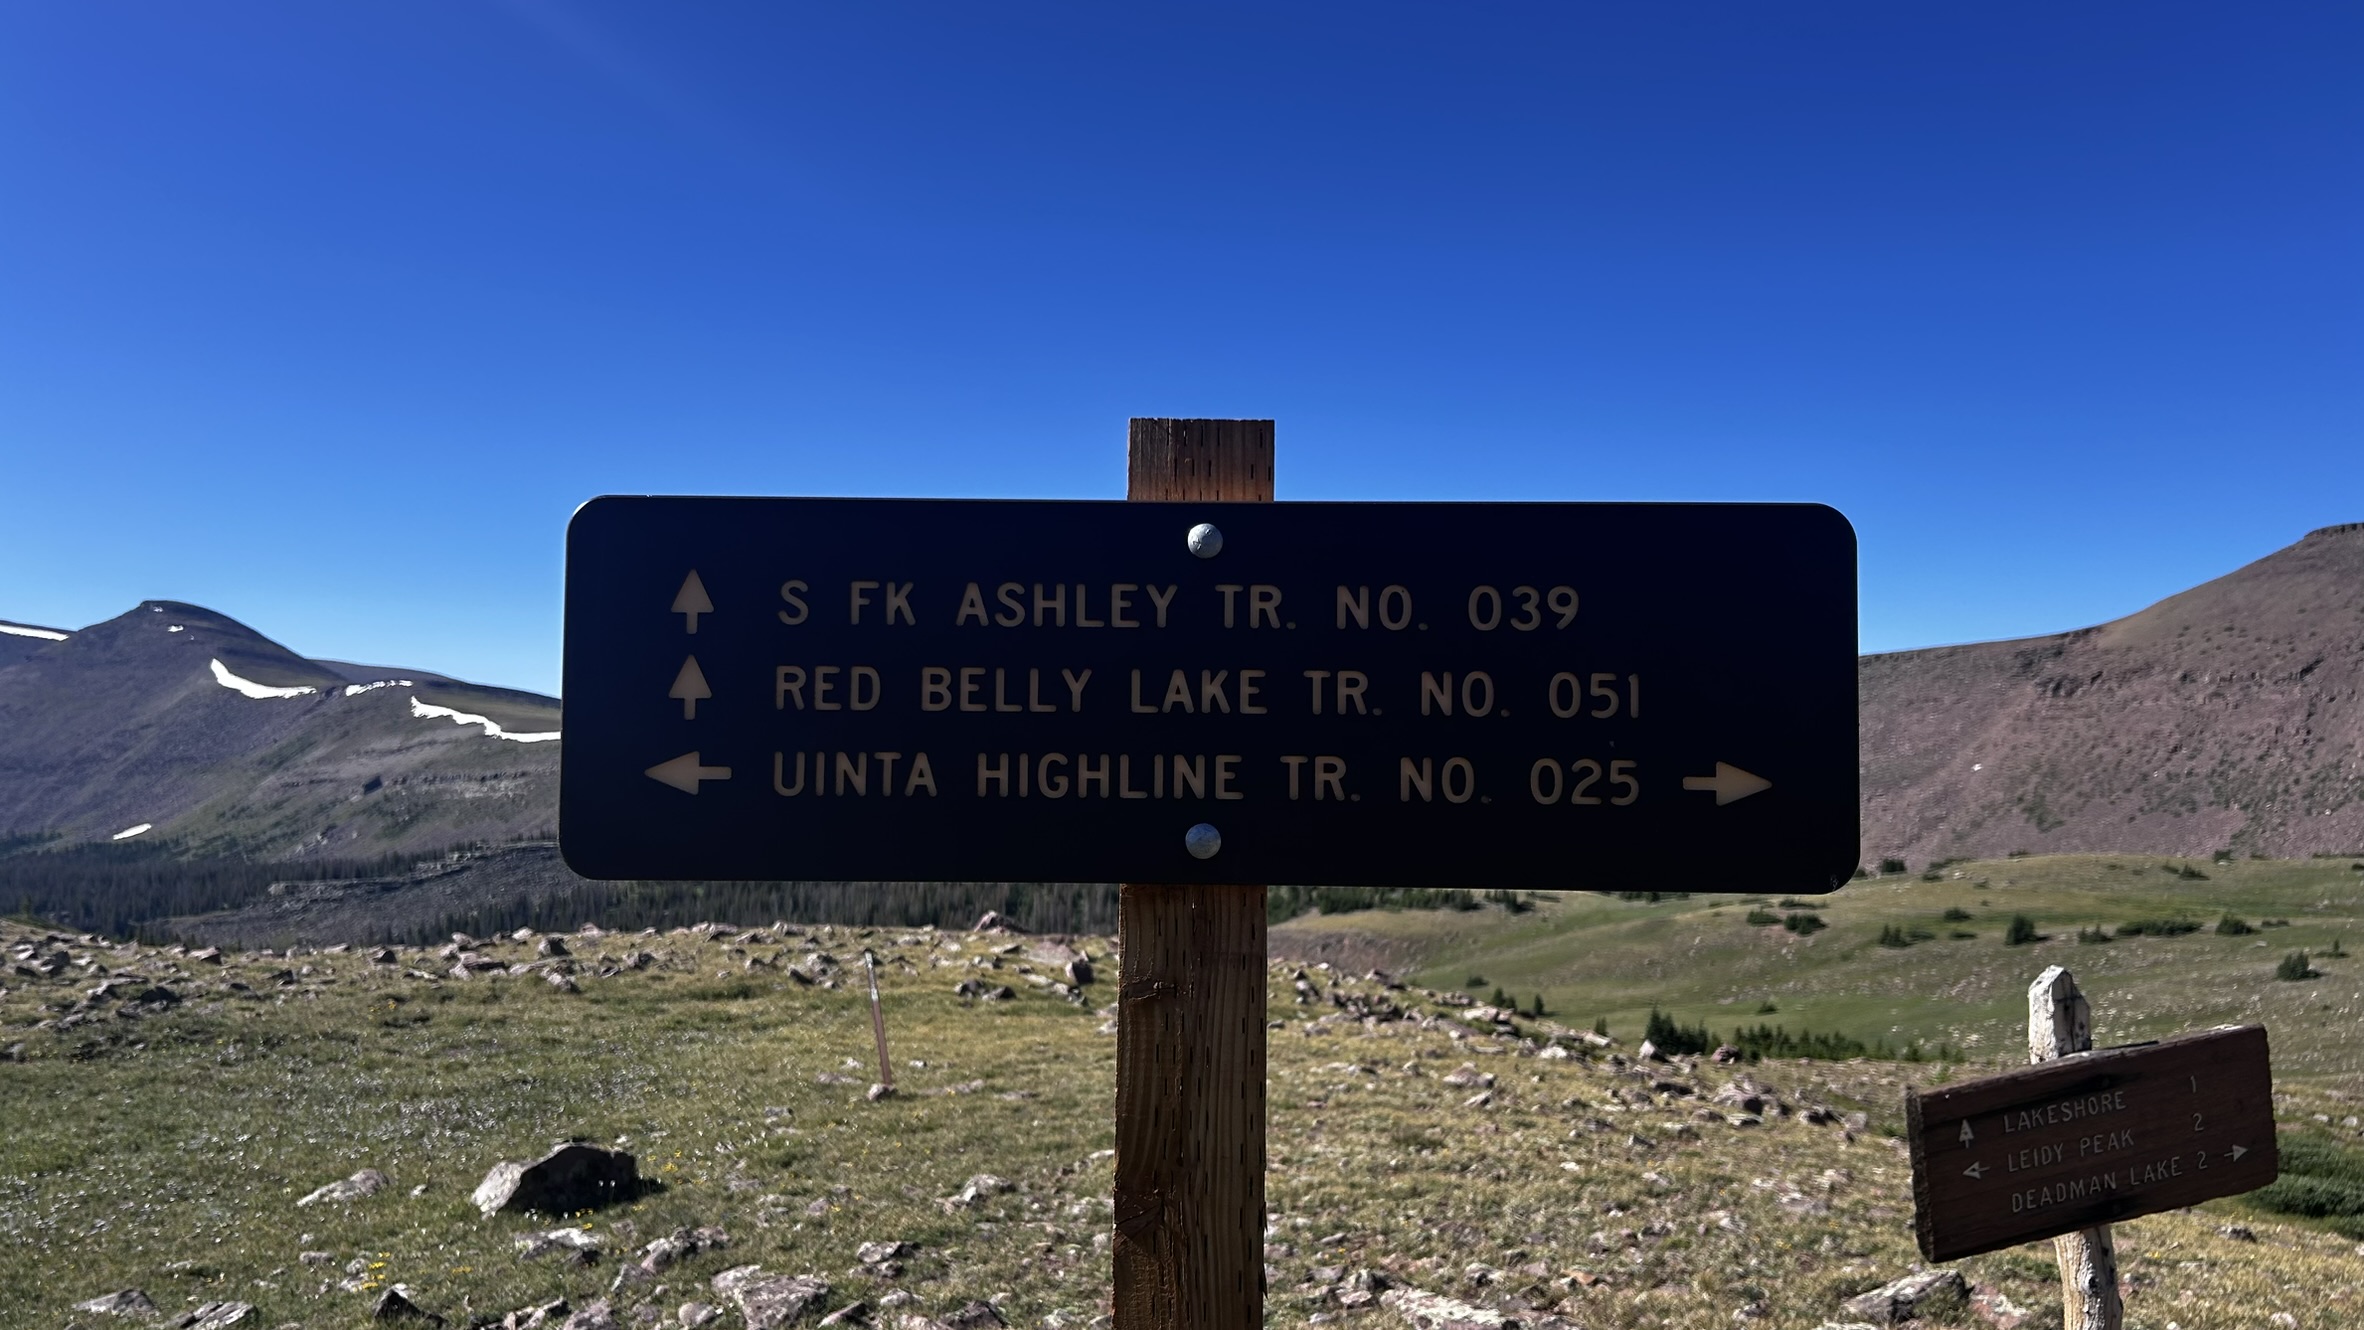 S FK ASHLEY TR. NO. 039
RED BELLY LAKE TR. NO. 051
UINTA HIGHLINE TR. NO. 025
LAKESHORE 1
LEIDY PEAK 2
DEADMAN LAKE 2